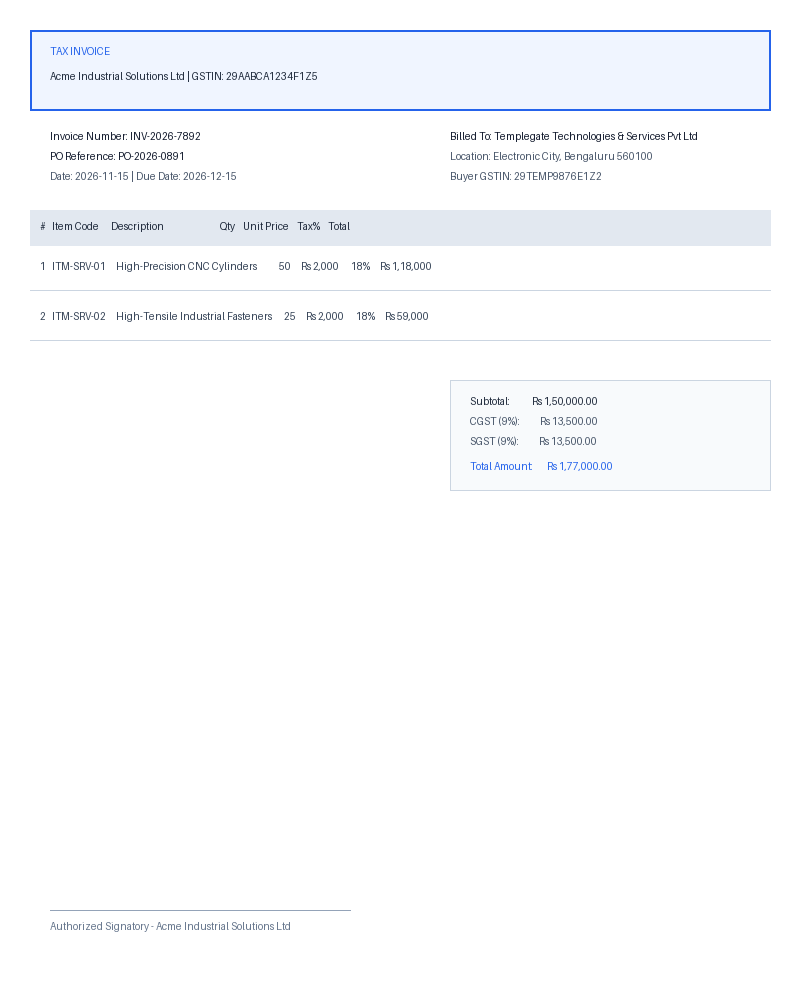 TAX INVOICE
Acme Industrial Solutions Ltd | GSTIN: 29AABCA1234F1Z5
Invoice Number: INV-2026-7892
PO Reference: PO-2026-0891
Date: 2026-11-15 | Due Date: 2026-12-15
Billed To: Templegate Technologies & Services Pvt Ltd
Location: Electronic City, Bengaluru 560100
Buyer GSTIN: 29TEMP9876E1Z2
# Item Code Description Qty Unit Price Tax% Total
1 ITM-SRV-01 High-Precision CNC Cylinders 50 Rs 2,000 18% Rs 1,18,000
2 ITM-SRV-02 High-Tensile Industrial Fasteners 25 Rs 2,000 18% Rs 59,000
Subtotal: Rs 1,50,000.00
CGST (9%): Rs 13,500.00
SGST (9%): Rs 13,500.00
Total Amount: Rs 1,77,000.00
Authorized Signatory - Acme Industrial Solutions Ltd